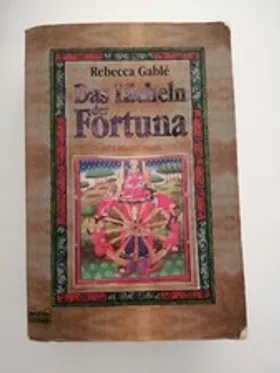 Rebecca Gablé
Das Lächeln
der
Fortuna